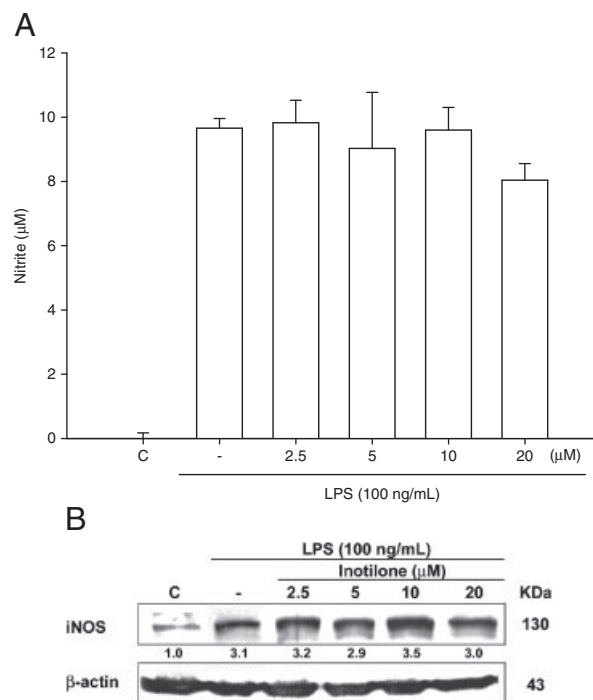 A
12
10
8
6
4
2
0
Nitrite (μM)
C - 2.5 5 10 20 (μM)
LPS (100 ng/mL)
B
LPS (100 ng/mL)
Inotilone (μM)
C - 2.5 5 10 20 KDa
iNOS 130
1.0 3.1 3.2 2.9 3.5 3.0
β-actin 43